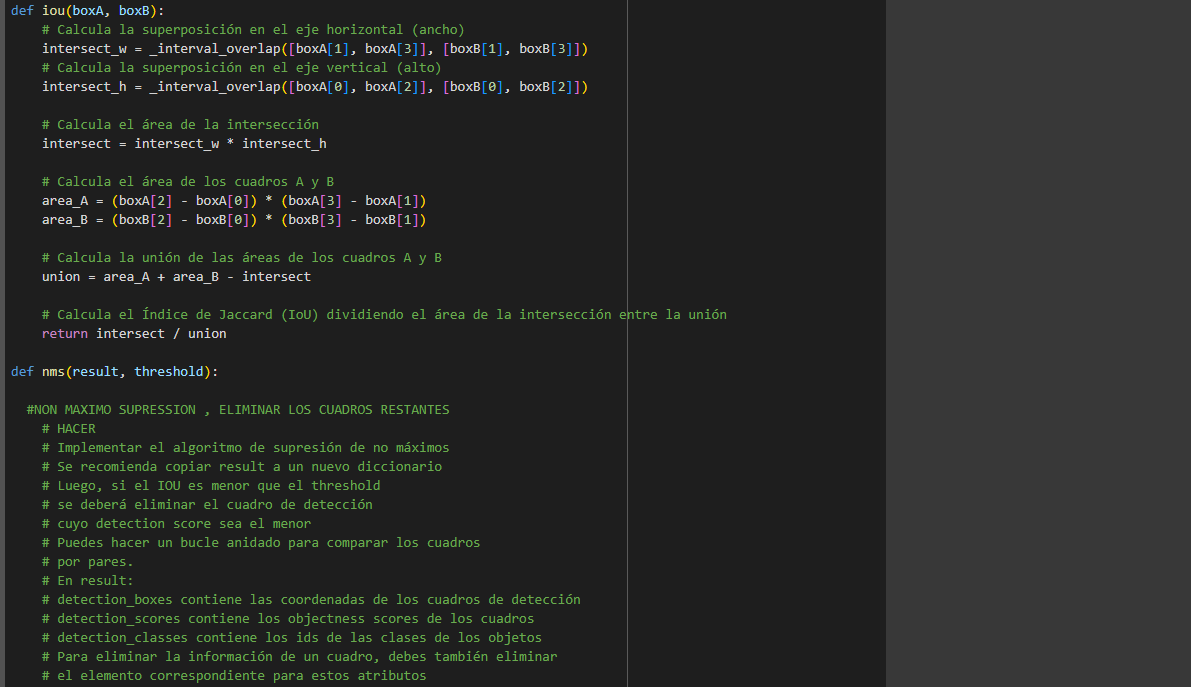 def iou(boxA, boxB):
# Calcula la superposición en el eje horizontal (ancho)
intersect_w = _interval_overlap([boxA[1], boxA[3]], [boxB[1], boxB[3]])
# Calcula la superposición en el eje vertical (alto)
intersect_h = _interval_overlap([boxA[0], boxA[2]], [boxB[0], boxB[2]])
# Calcula el área de la intersección
intersect = intersect_w * intersect_h
# Calcula el área de los cuadros A y B
area_A = (boxA[2] - boxA[0]) * (boxA[3] - boxA[1])
area_B = (boxB[2] - boxB[0]) * (boxB[3] - boxB[1])
# Calcula la unión de las áreas de los cuadros A y B
union = area_A + area_B - intersect
# Calcula el Índice de Jaccard (IoU) dividiendo el área de la intersección entre la unión
return intersect / union
def nms(result, threshold):
#NON MAXIMO SUPRESSION , ELIMINAR LOS CUADROS RESTANTES
# HACER
# Implementar el algoritmo de supresión de no máximos
# Se recomienda copiar result a un nuevo diccionario
# Luego, si el IOU es menor que el threshold
# se deberá eliminar el cuadro de detección
# cuyo detection score sea el menor
# Puedes hacer un bucle anidado para comparar los cuadros
# por pares.
# En result:
# detection_boxes contiene las coordenadas de los cuadros de detección
# detection_scores contiene los objectness scores de los cuadros
# detection_classes contiene los ids de las clases de los objetos
# Para eliminar la información de un cuadro, debes también eliminar
# el elemento correspondiente para estos atributos